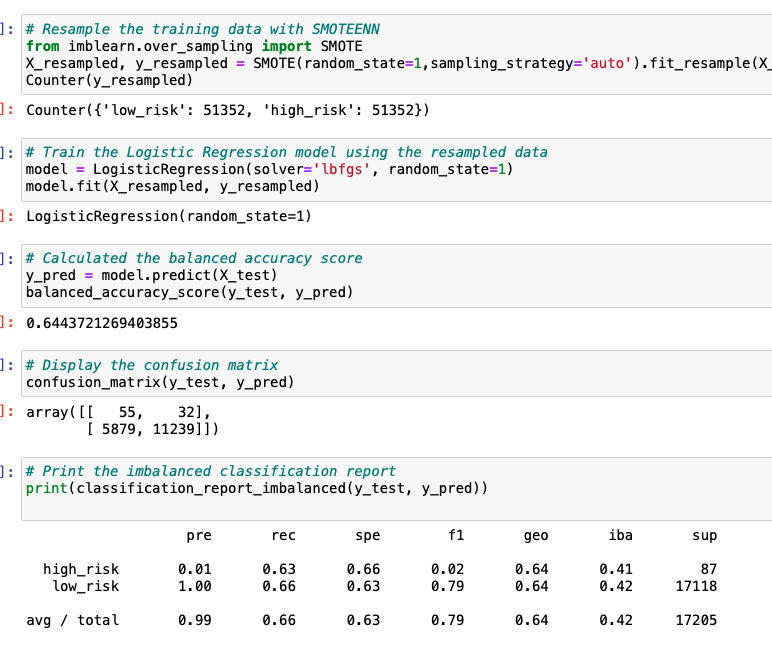 ]: # Resample the training data with SMOTEENN
from imblearn.over_sampling import SMOTE
X_resampled, y_resampled = SMOTE(random_state=1,sampling_strategy='auto').fit_resample(X_
Counter(y_resampled)
]: Counter({'low_risk': 51352, 'high_risk': 51352})
]: # Train the Logistic Regression model using the resampled data
model = LogisticRegression(solver='lbfgs', random_state=1)
model.fit(X_resampled, y_resampled)
]: LogisticRegression(random_state=1)
]: # Calculated the balanced accuracy score
y_pred = model.predict(X_test)
balanced_accuracy_score(y_test, y_pred)
]: 0.6443721269403855
]: # Display the confusion matrix
confusion_matrix(y_test, y_pred)
]: array([[   55,    32],
       [ 5879, 11239]])
]: # Print the imbalanced classification report
print(classification_report_imbalanced(y_test, y_pred))
pre rec spe f1 geo iba sup
high_risk 0.01 0.63 0.66 0.02 0.64 0.41 87
low_risk 1.00 0.66 0.63 0.79 0.64 0.42 17118
avg / total 0.99 0.66 0.63 0.79 0.64 0.42 17205